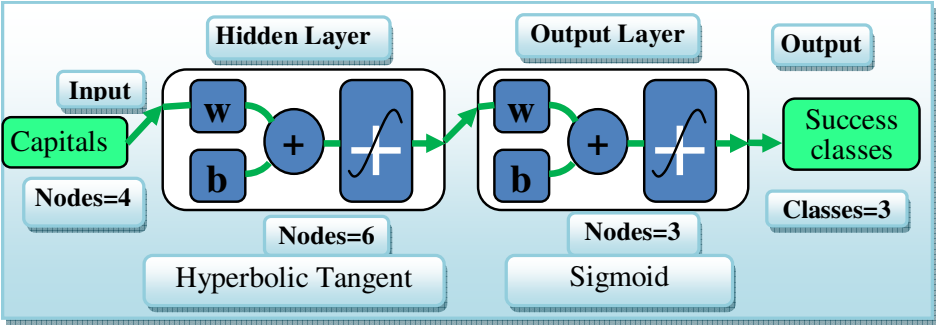 Hidden Layer
Output Layer
Output
Input
Capitals
Nodes=4
w
b
+
Nodes=6
Hyperbolic Tangent
w
b
+
Nodes=3
Sigmoid
Success
classes
Classes=3